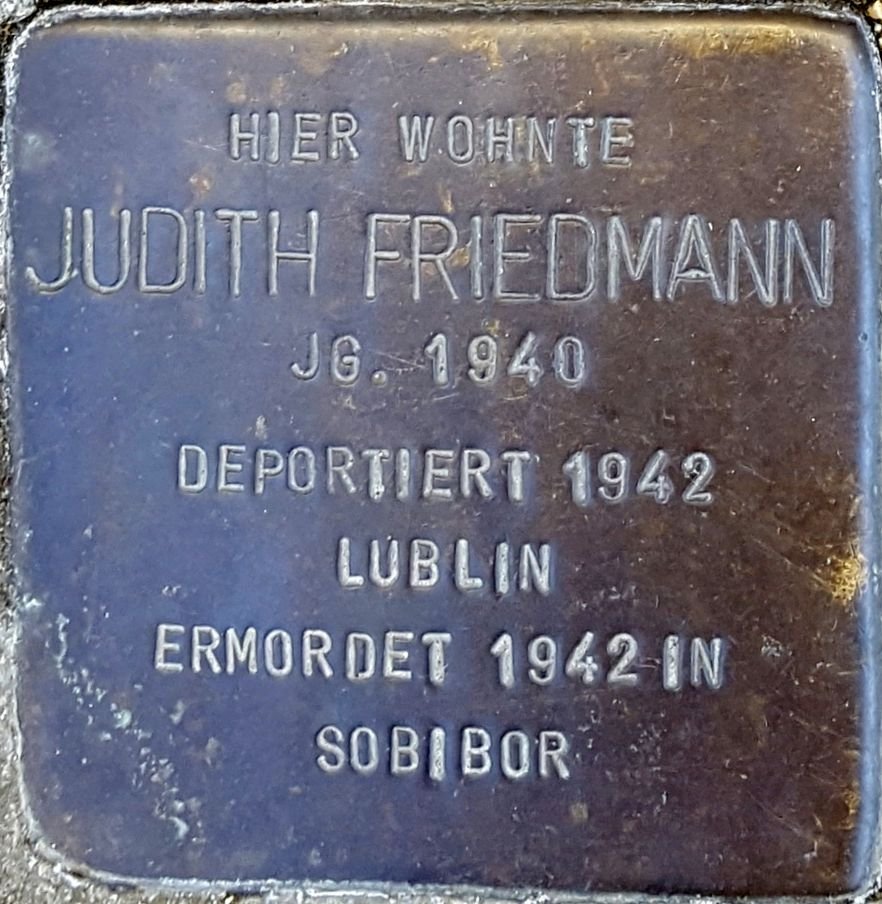 HIER WOHNTE
JUDITH FRIEDMANN
JG. 1940
DEPORTIERT 1942
LUBLIN
ERMORDET 1942 IN
SOBIBOR